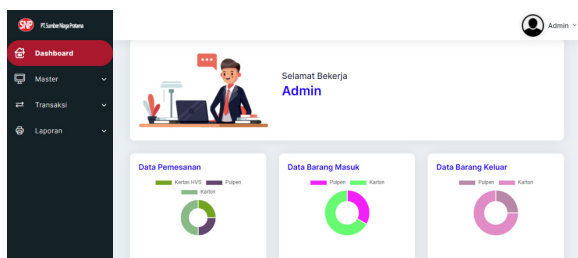 SNP PT. Sumber Niaga Pratama
Admin
Dashboard
Master
Transaksi
Laporan
Selamat Bekerja
Admin
Data Pemesanan
Kertas HVS Pulpen
Karton
Data Barang Masuk
Pulpen Karton
Data Barang Keluar
Pulpen Karton